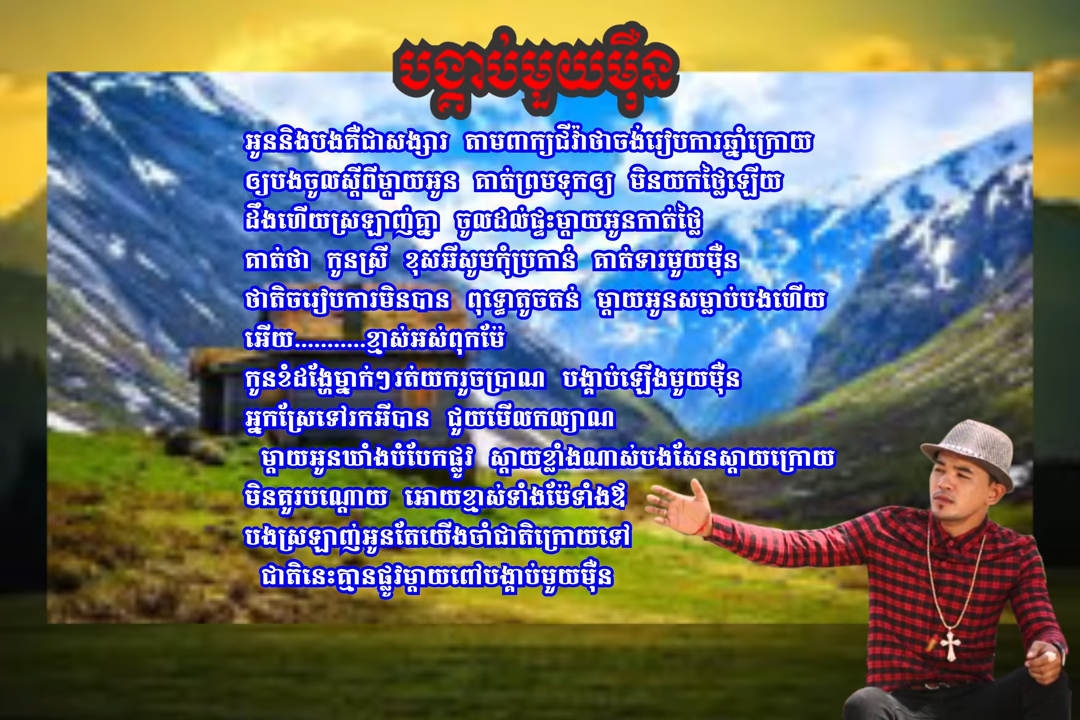 បង្គាប់មួយម៉ឺន
អូននិងបងគឺជាសង្សារ តាមពាក្យជីវ៉ាថាចង់រៀបការឆ្នាំក្រោយ
ឲ្យបងចូលស្ដីពីម្ដាយអូន គាត់ព្រមទុកឲ្យ មិនយកថ្លៃឡើយ
ដឹងហើយស្រឡាញ់គ្នា ចូលដល់ផ្ទះម្ដាយអូនកាត់ថ្លៃ
គាត់ថា កូនស្រី ខុសអីសូមកុំប្រកាន់ គាត់ទារមួយម៉ឺន
ថាតិចរៀបការមិនបាន ពុទ្ធោតូចតន់ ម្ដាយអូនសម្លាប់បងហើយ
អើយ...........ខ្មាស់អស់ពុកម៉ែ
កូនខំដង្ហែម្នាក់ៗរត់យករួចប្រាណ បង្គាប់ឡើងមួយម៉ឺន
អ្នកស្រែទៅរកអីបាន ជួយមើលកល្យាណ
ម្ដាយអូនឃាំងបំបែកផ្លូវ ស្ដាយខ្លាំងណាស់បងសែនស្ដាយក្រោយ
មិនគួរបណ្ដោយ អោយខ្មាស់ទាំងម៉ែទាំងឪ
បងស្រឡាញ់អូនតែយើងចាំជាតិក្រោយទៅ
ជាតិនេះគ្មានផ្លូវម្ដាយពៅបង្គាប់មួយម៉ឺន